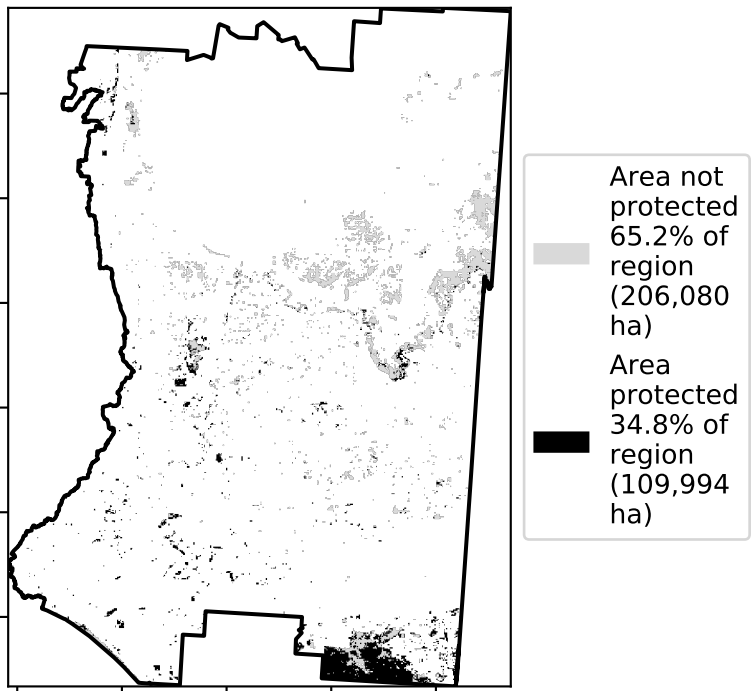 Area not
protected
65.2% of
region
(206,080
ha)
Area
protected
34.8% of
region
(109,994
ha)